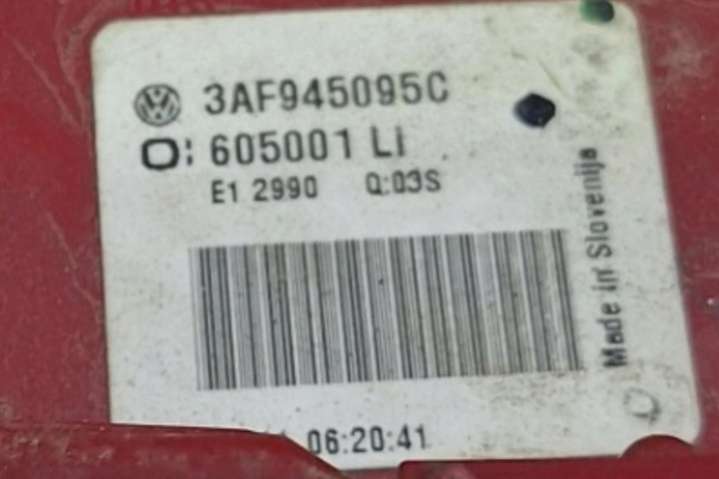 3AF945095C
O: 605001 LI
E1 2990 Q:03S
Made in Slovenija
06:20:41